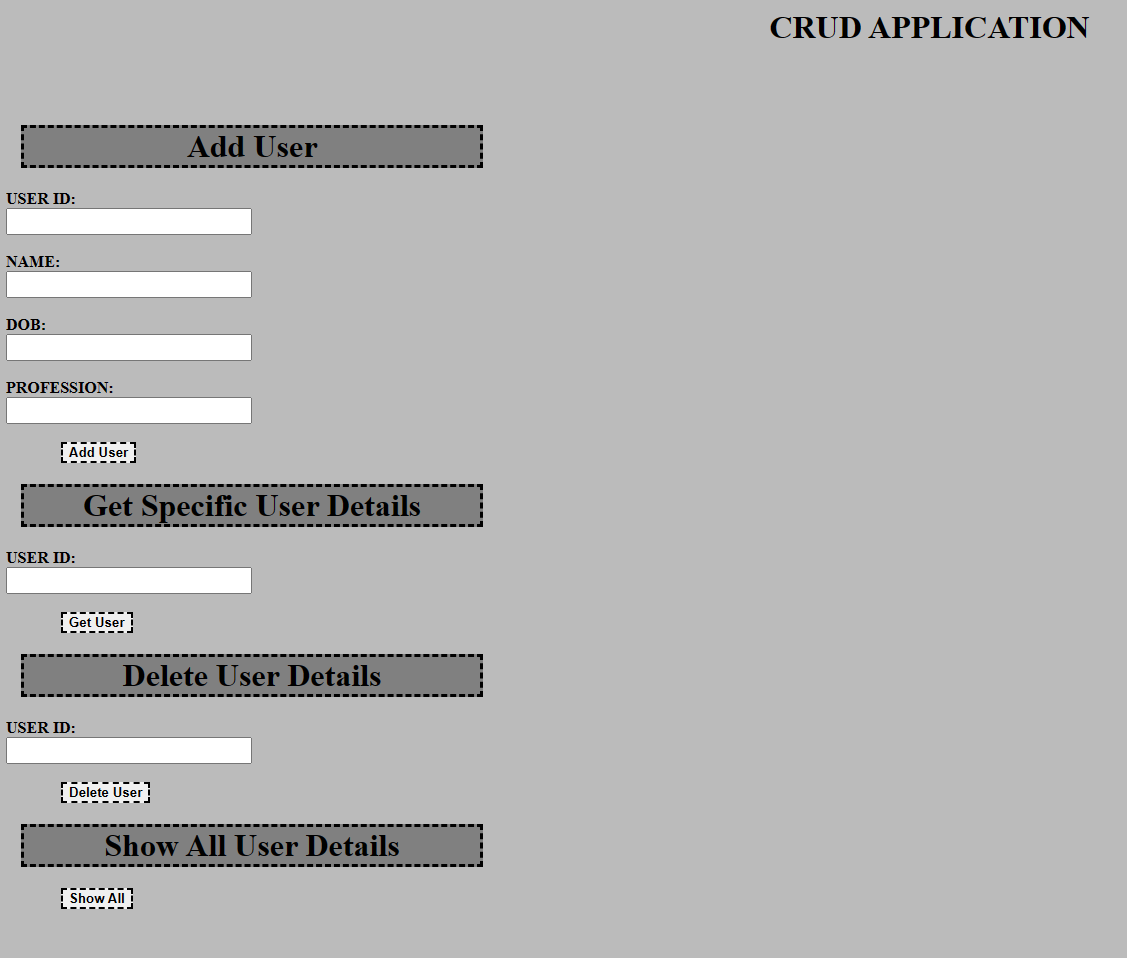 CRUD APPLICATION
Add User
USER ID:
NAME:
DOB:
PROFESSION:
Add User
Get Specific User Details
USER ID:
Get User
Delete User Details
USER ID:
Delete User
Show All User Details
Show All